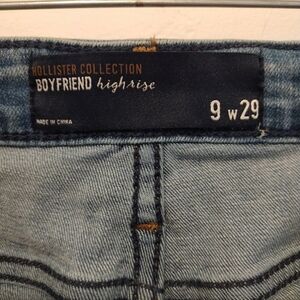 HOLLISTER COLLECTION
BOYFRIEND highrise
9 w29
MADE IN CHINA